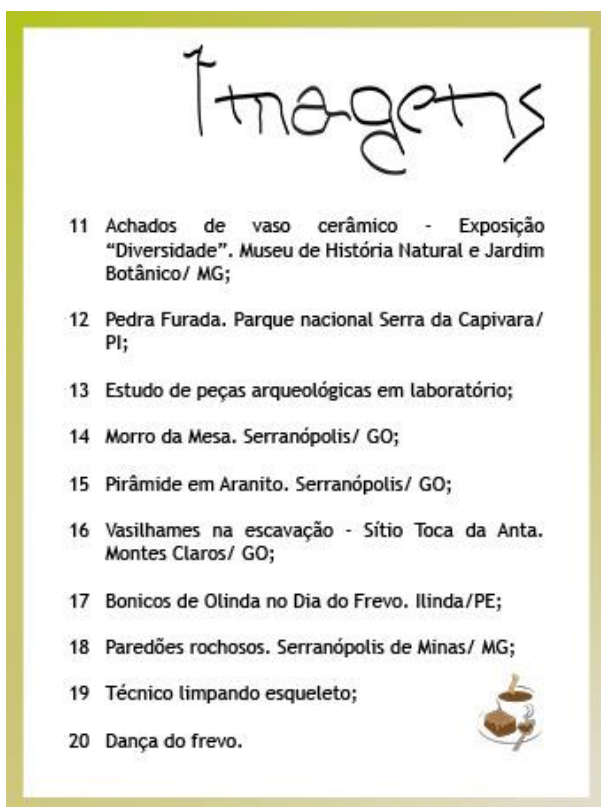 Imagens
11 Achados de vaso cerâmico - Exposição
"Diversidade". Museu de História Natural e Jardim
Botânico/ MG;
12 Pedra Furada. Parque nacional Serra da Capivara/
PI;
13 Estudo de peças arqueológicas em laboratório;
14 Morro da Mesa. Serranópolis/ GO;
15 Pirâmide em Aranito. Serranópolis/ GO;
16 Vasilhames na escavação - Sítio Toca da Anta.
Montes Claros/ GO;
17 Bonicos de Olinda no Dia do Frevo. Ilinda/PE;
18 Paredões rochosos. Serranópolis de Minas/ MG;
19 Técnico limpando esqueleto;
20 Dança do frevo.